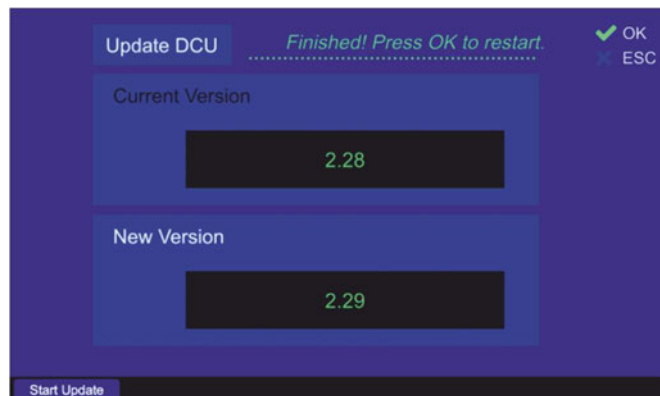 Update DCU
Finished! Press OK to restart.
OK
ESC
Current Version
2.28
New Version
2.29
Start Update